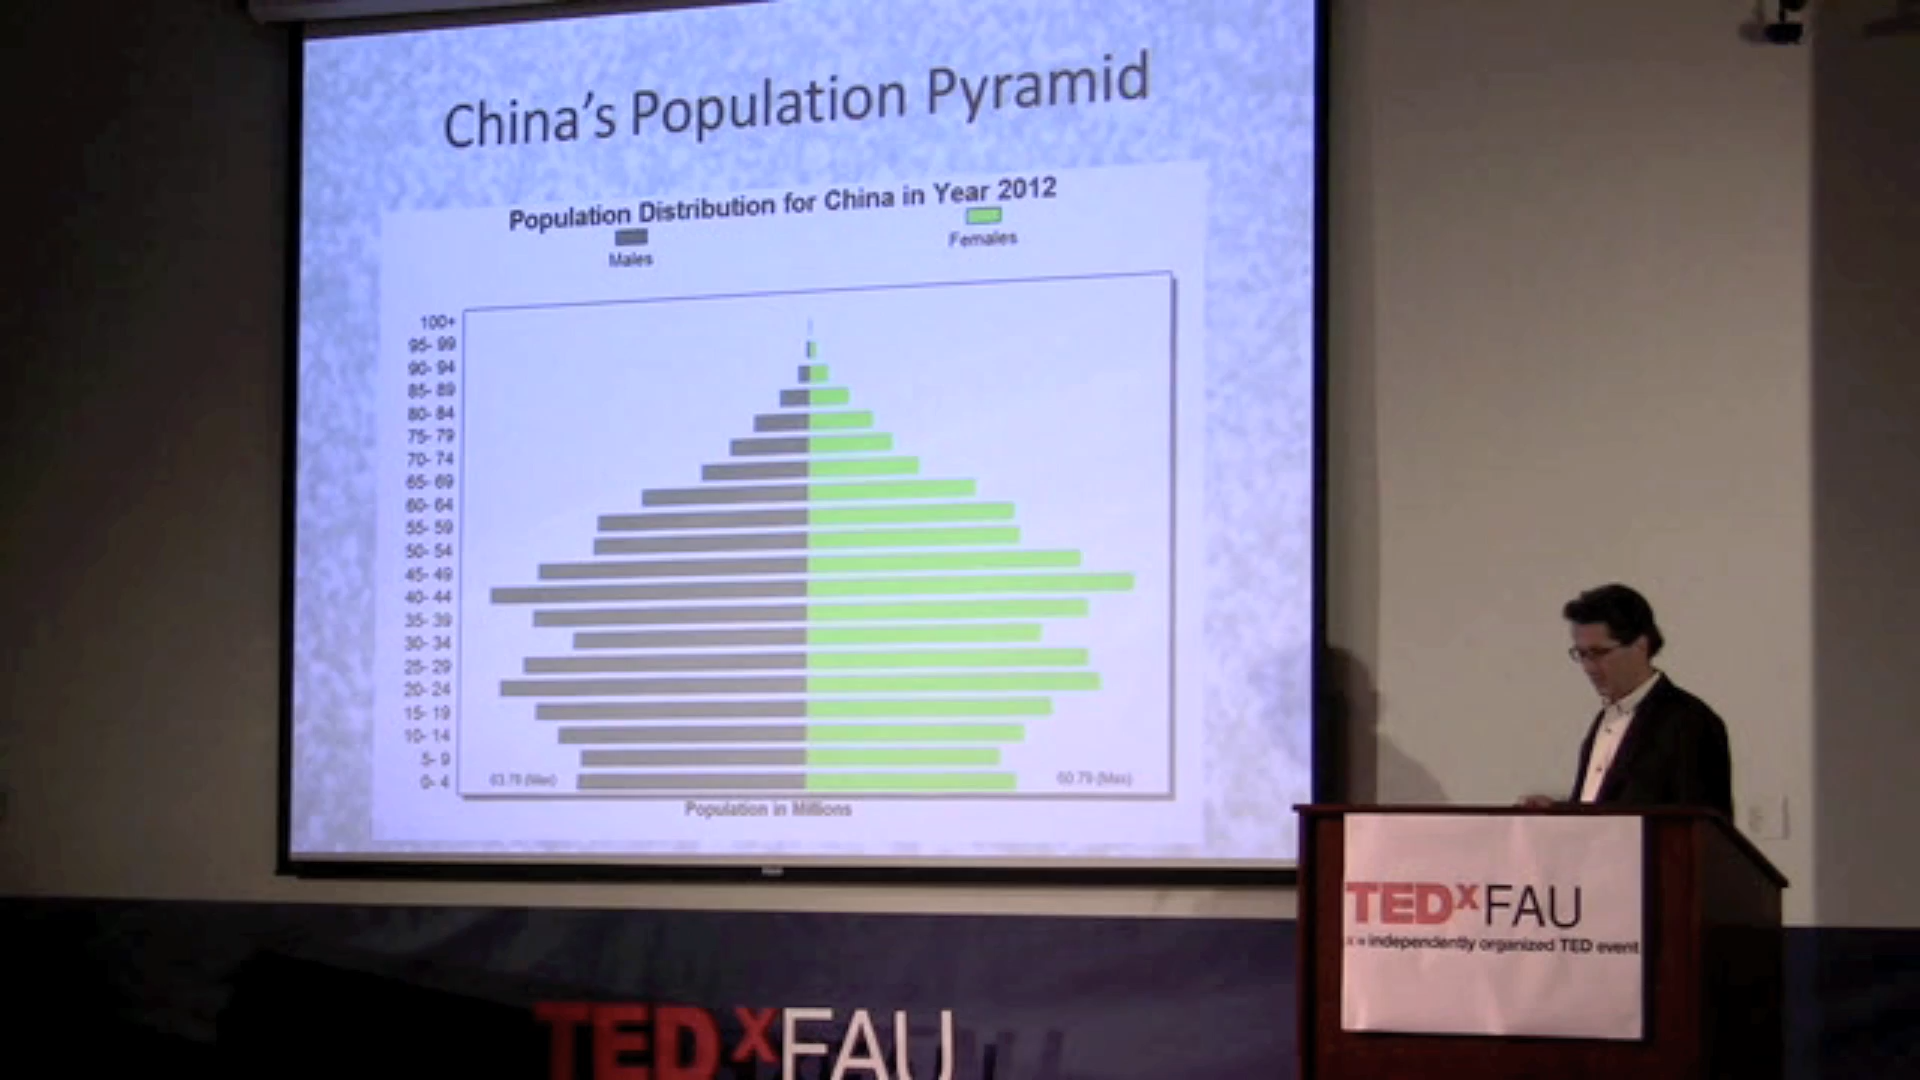 China's Population Pyramid
Population Distribution for China in Year 2012
Males
Females
100+
95- 99
90- 94
85- 89
80- 84
75- 79
70- 74
65- 69
60- 64
55- 59
50- 54
45- 49
40- 44
35- 39
30- 34
25- 29
20- 24
15- 19
10- 14
5- 9
0- 4
63.79 (Max)
60.79 (Max)
Population in Millions
TEDxFAU
x = independently organized TED event
TEDxFAU